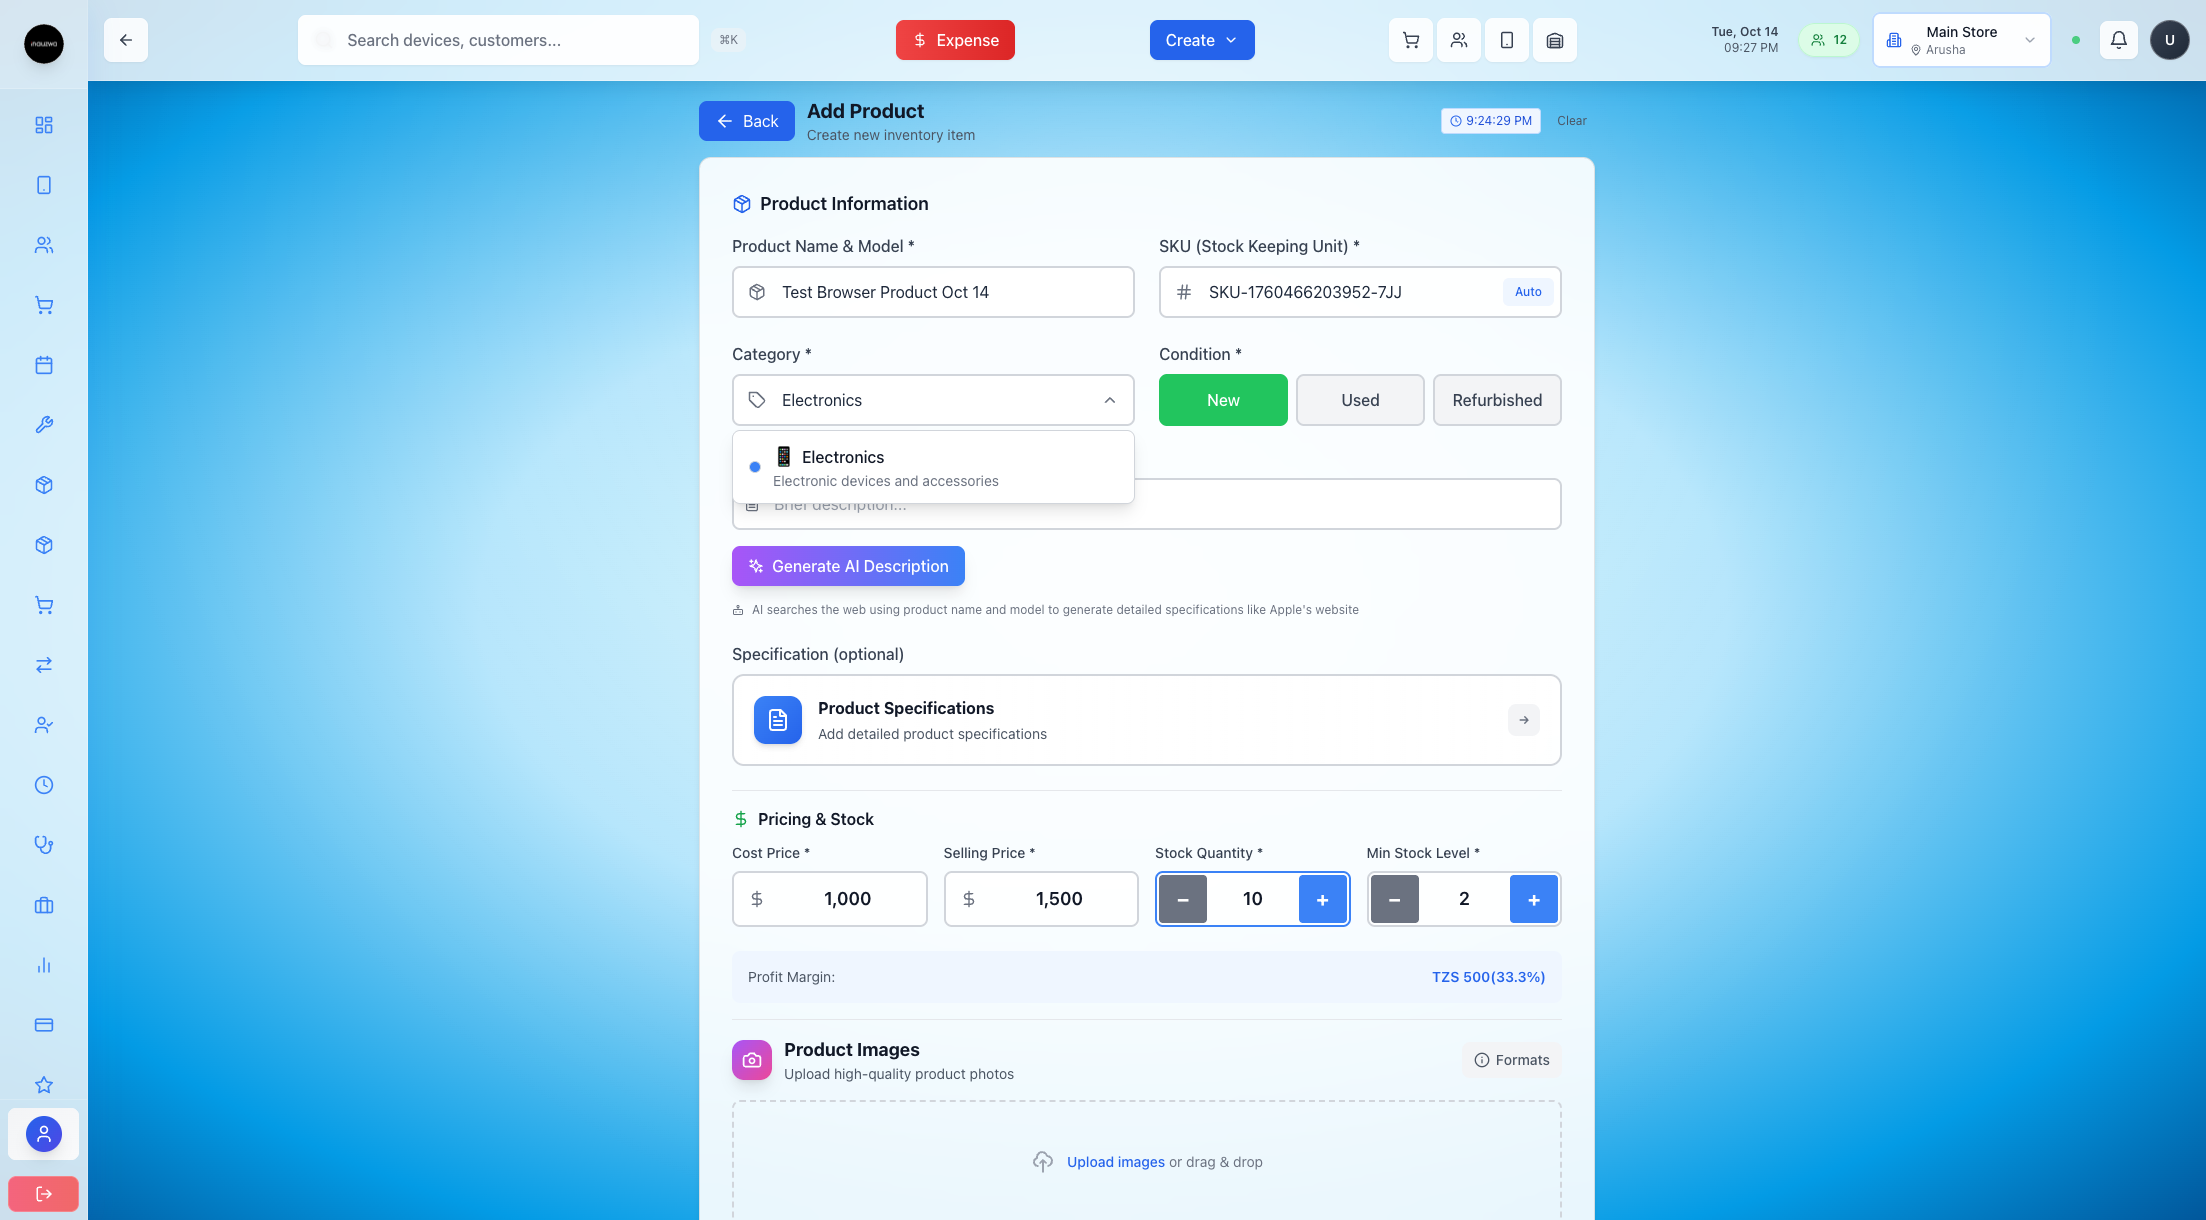 inauzwa
Search devices, customers...
⌘K
$ Expense
Create
Tue, Oct 14
09:27 PM
12
Main Store
Arusha
U
Back
Add Product
Create new inventory item
9:24:29 PM
Clear
Product Information
Product Name & Model *
SKU (Stock Keeping Unit) *
Test Browser Product Oct 14
# SKU-1760466203952-7JJ
Auto
Category *
Condition *
Electronics
New
Used
Refurbished
Electronics
Electronic devices and accessories
Brief description...
Generate AI Description
AI searches the web using product name and model to generate detailed specifications like Apple's website
Specification (optional)
Product Specifications
Add detailed product specifications
$ Pricing & Stock
Cost Price *
Selling Price *
Stock Quantity *
Min Stock Level *
$ 1,000
$ 1,500
− 10 +
− 2 +
Profit Margin:
TZS 500(33.3%)
Product Images
Upload high-quality product photos
Formats
Upload images or drag & drop